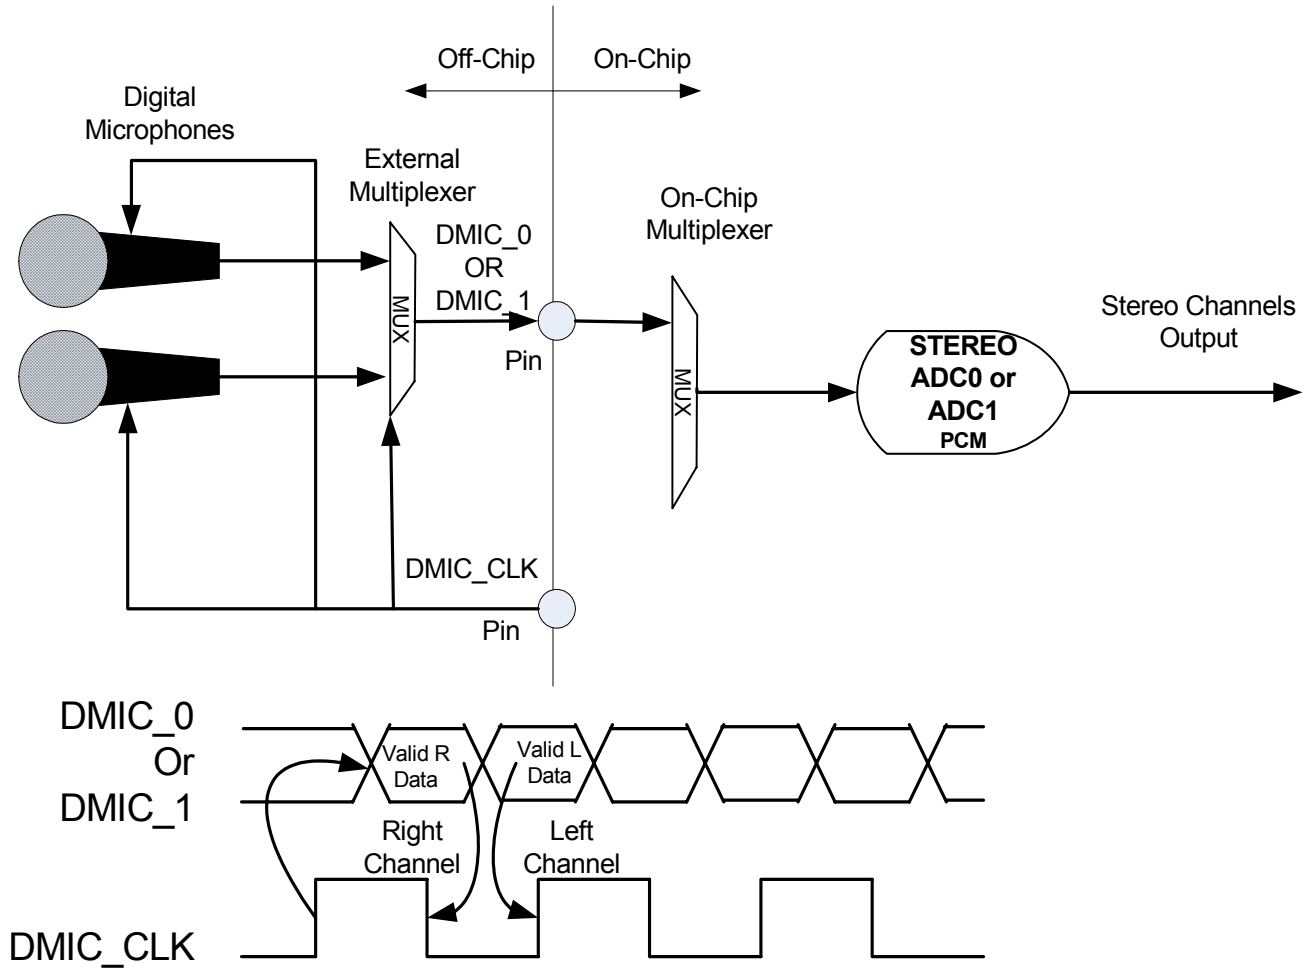 Off-Chip
On-Chip
Digital
Microphones
External
Multiplexer
On-Chip
Multiplexer
DMIC_0
OR
DMIC_1
MUX
Pin
MUX
STEREO
ADC0 or
ADC1
PCM
Stereo Channels
Output
DMIC_CLK
Pin
DMIC_0
Or
DMIC_1
Valid R
Data
Valid L
Data
Right
Channel
Left
Channel
DMIC_CLK